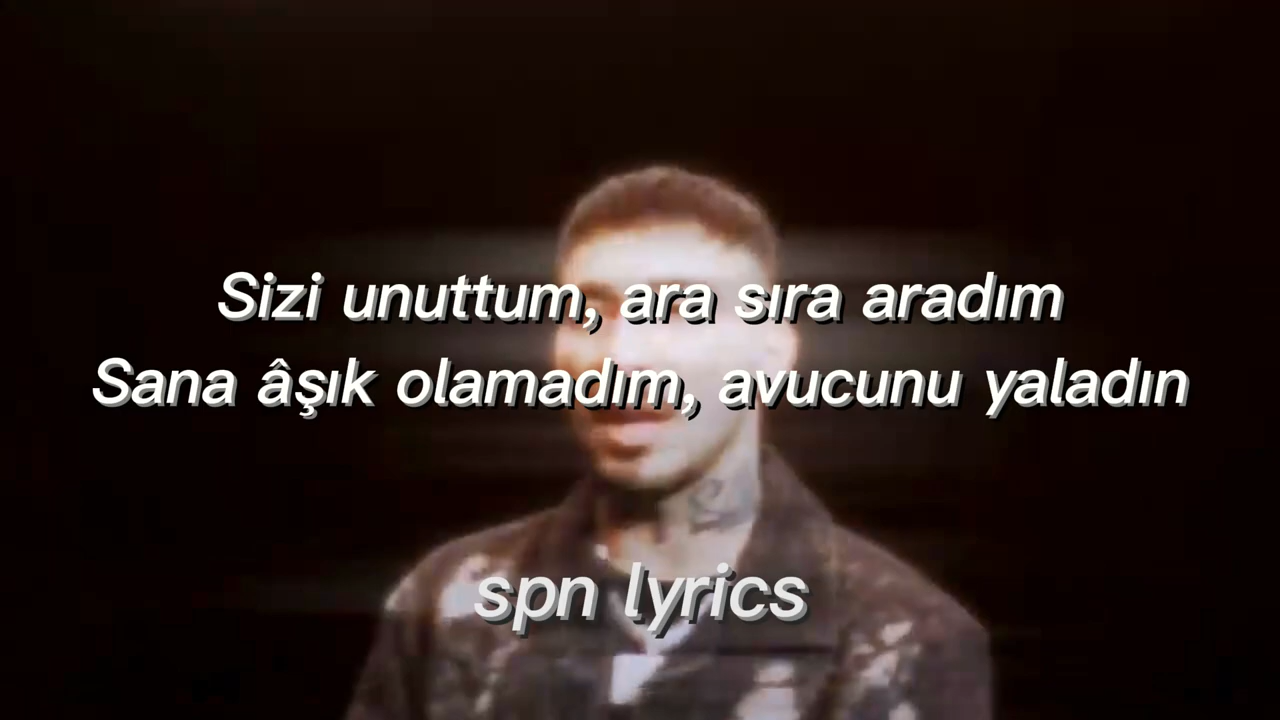 Sizi unuttum, ara sıra aradım
Sana âşık olamadım, avucunu yaladın
spn lyrics